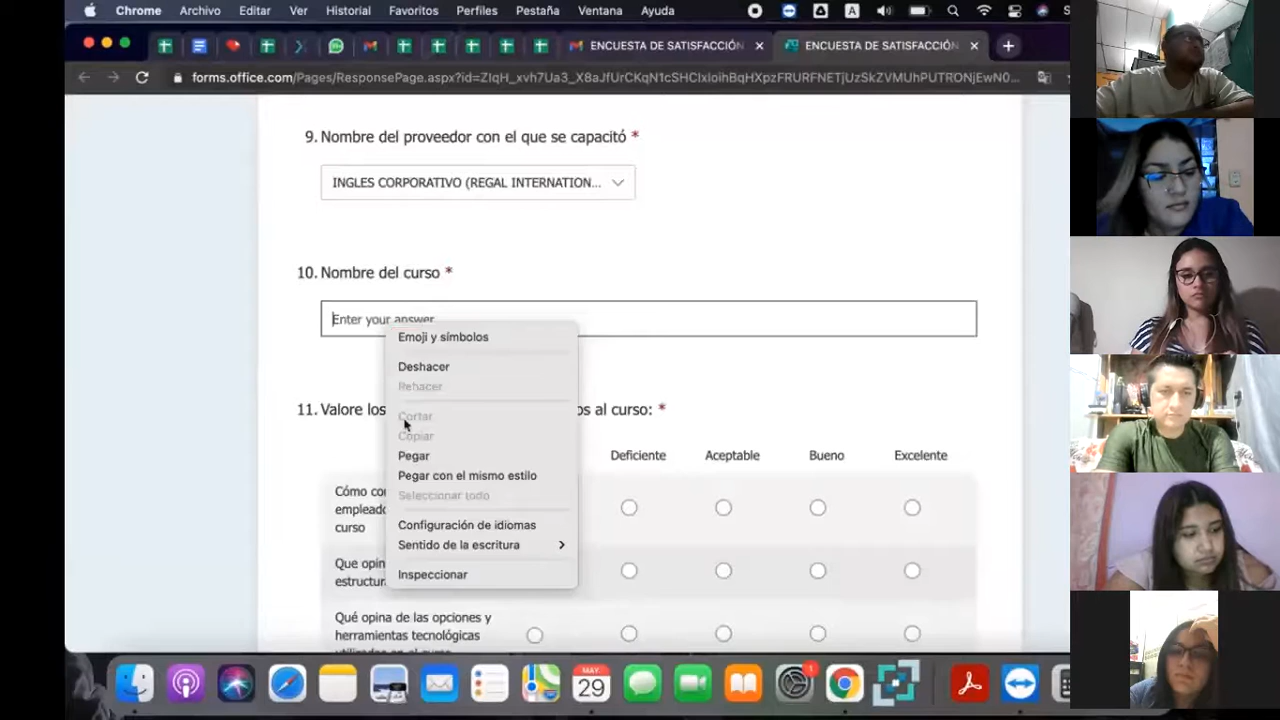 Chrome Archivo Editar Ver Historial Favoritos Perfiles Pestaña Ventana Ayuda
ENCUESTA DE SATISFACCIÓN ENCUESTA DE SATISFACCIÓN
forms.office.com/Pages/ResponsePage.aspx?id=
9. Nombre del proveedor con el que se capacitó *
INGLES CORPORATIVO (REGAL INTERNATION...
10. Nombre del curso *
Enter your answer
Emoji y símbolos
Deshacer
Rehacer
Cortar
Copiar
Pegar
Pegar con el mismo estilo
Seleccionar todo
Configuración de idiomas
Sentido de la escritura
Inspeccionar
11. Valore los os al curso: *
Deficiente Aceptable Bueno Excelente
Cómo co
empleado
curso
Que opin
estructura
Qué opina de las opciones y
herramientas tecnológicas
MAY.
29
1